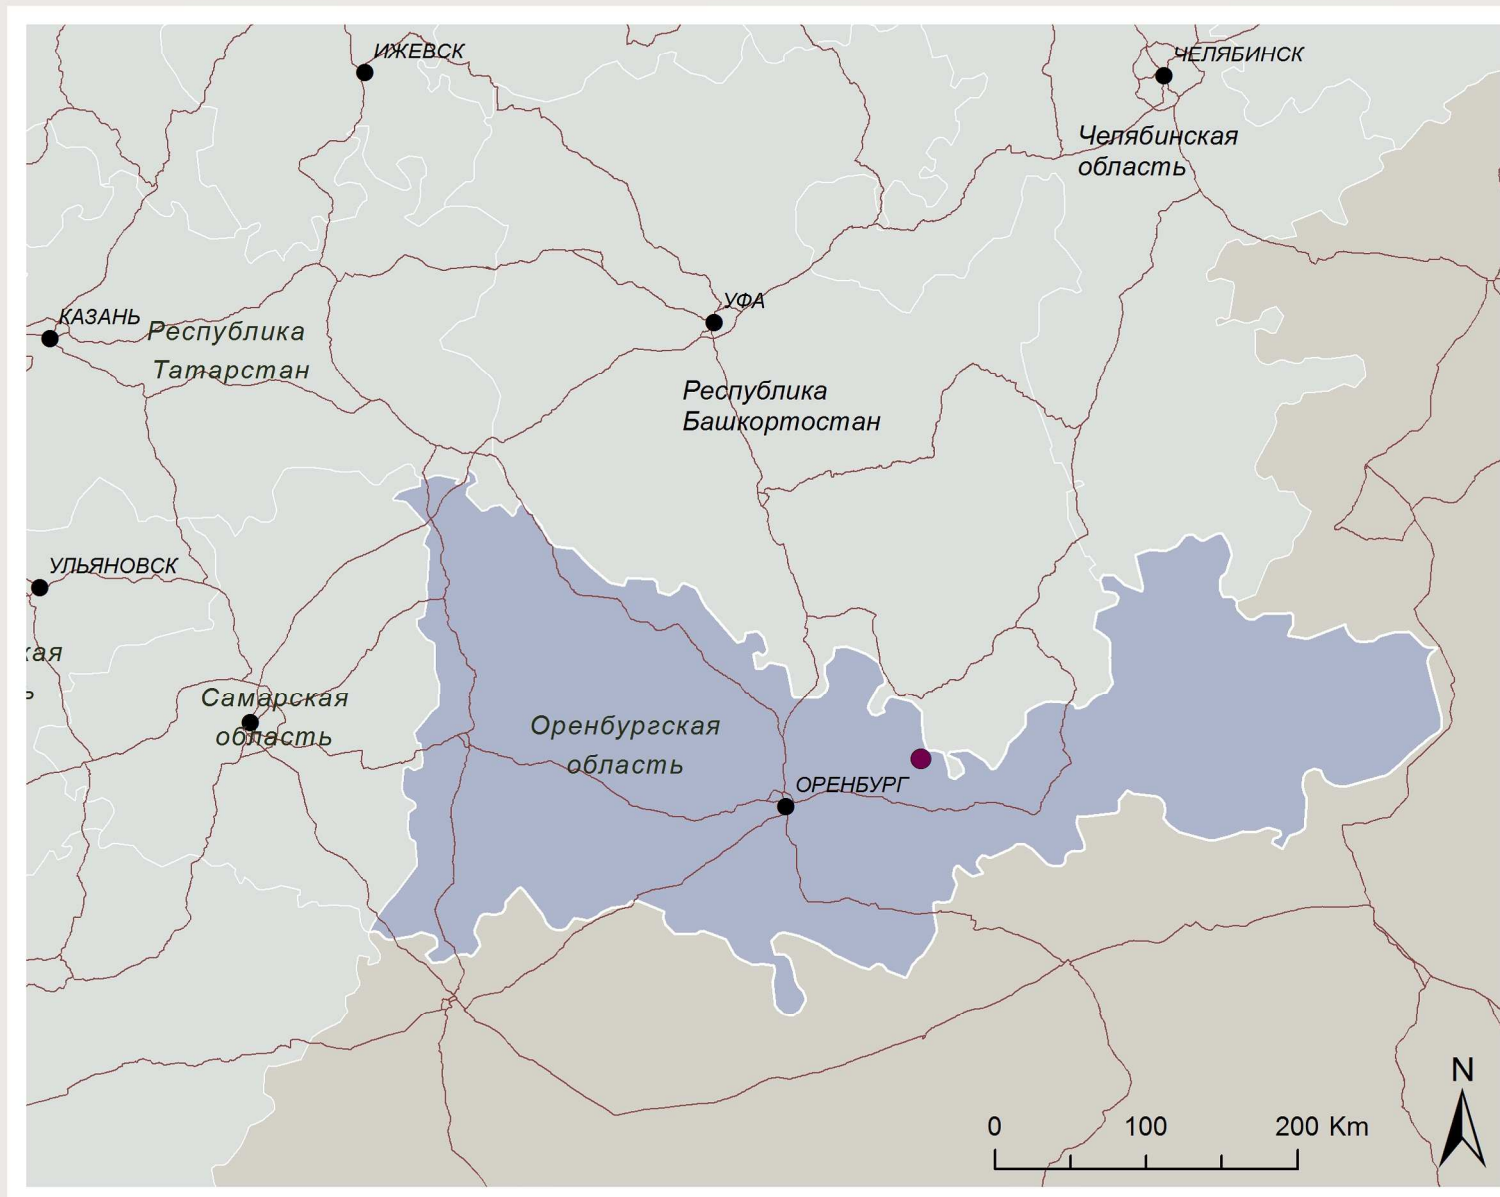 ИЖЕВСК
ЧЕЛЯБИНСК
Челябинская
область
УФА
КАЗАНЬ
Республика
Татарстан
Республика
Башкортостан
УЛЬЯНОВСК
кая
Самарская
область
Оренбургская
область
ОРЕНБУРГ
N
0 100 200 Km